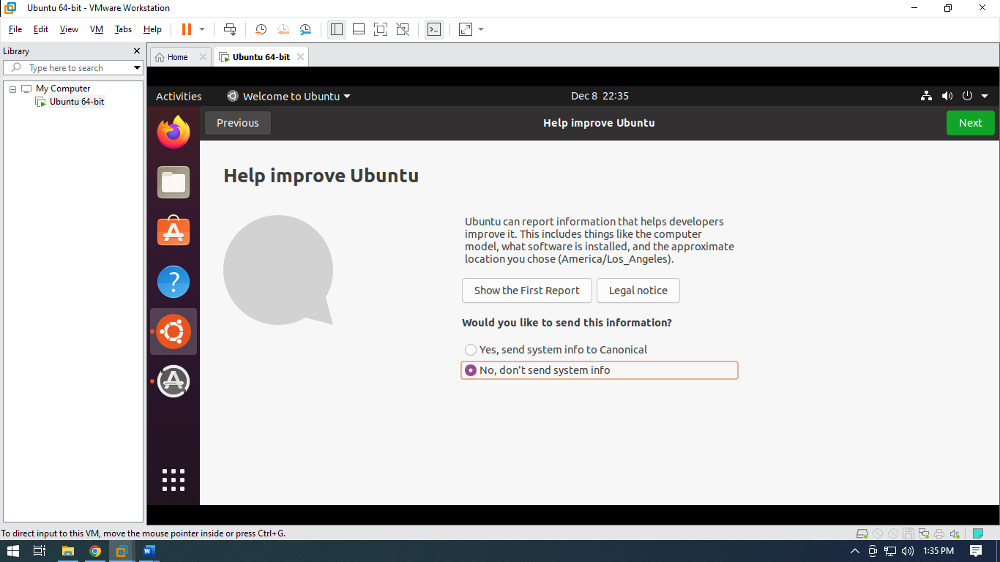 Ubuntu 64-bit - VMware Workstation
File Edit View VM Tabs Help
Library
Home
Ubuntu 64-bit
Type here to search
My Computer
Ubuntu 64-bit
Activities
Welcome to Ubuntu
Dec 8 22:35
Previous
Help improve Ubuntu
Next
Help improve Ubuntu
Ubuntu can report information that helps developers
improve it. This includes things like the computer
model, what software is installed, and the approximate
location you chose (America/Los_Angeles).
Show the First Report
Legal notice
Would you like to send this information?
Yes, send system info to Canonical
No, don't send system info
To direct input to this VM, move the mouse pointer inside or press Ctrl+G.
1:35 PM